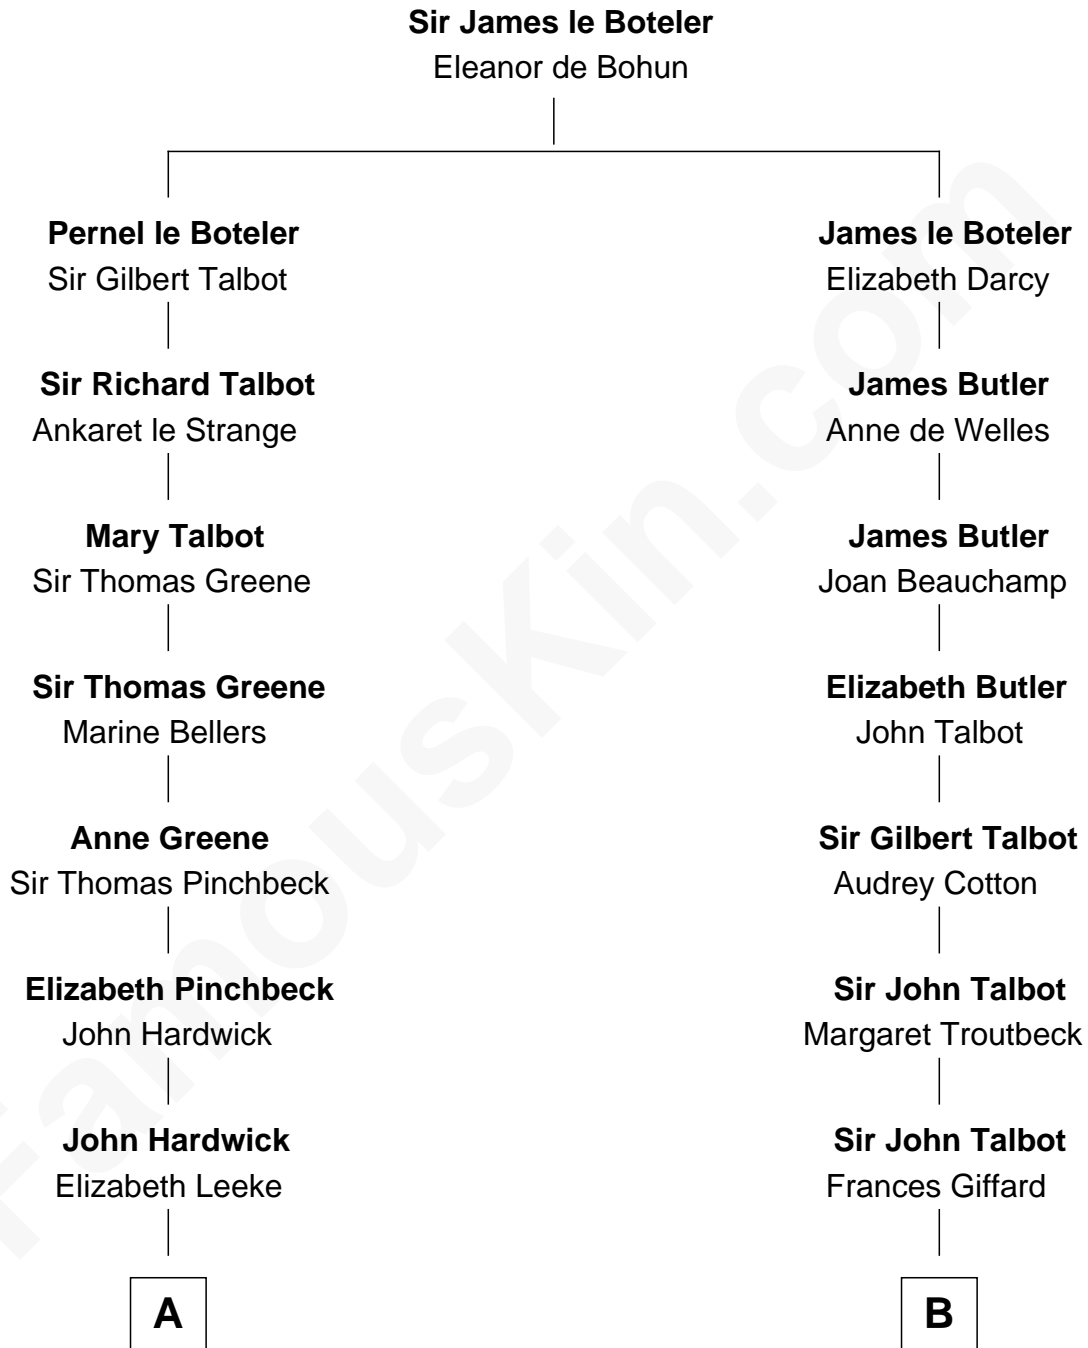 Sir James le Boteler
Eleanor de Bohun
Pernel le Boteler
Sir Gilbert Talbot
James le Boteler
Elizabeth Darcy
Sir Richard Talbot
Ankaret le Strange
James Butler
Anne de Welles
Mary Talbot
Sir Thomas Greene
James Butler
Joan Beauchamp
Sir Thomas Greene
Marine Bellers
Elizabeth Butler
John Talbot
Anne Greene
Sir Thomas Pinchbeck
Sir Gilbert Talbot
Audrey Cotton
Elizabeth Pinchbeck
John Hardwick
Sir John Talbot
Margaret Troutbeck
John Hardwick
Elizabeth Leeke
Sir John Talbot
Frances Giffard
A
B
FamousKin.com